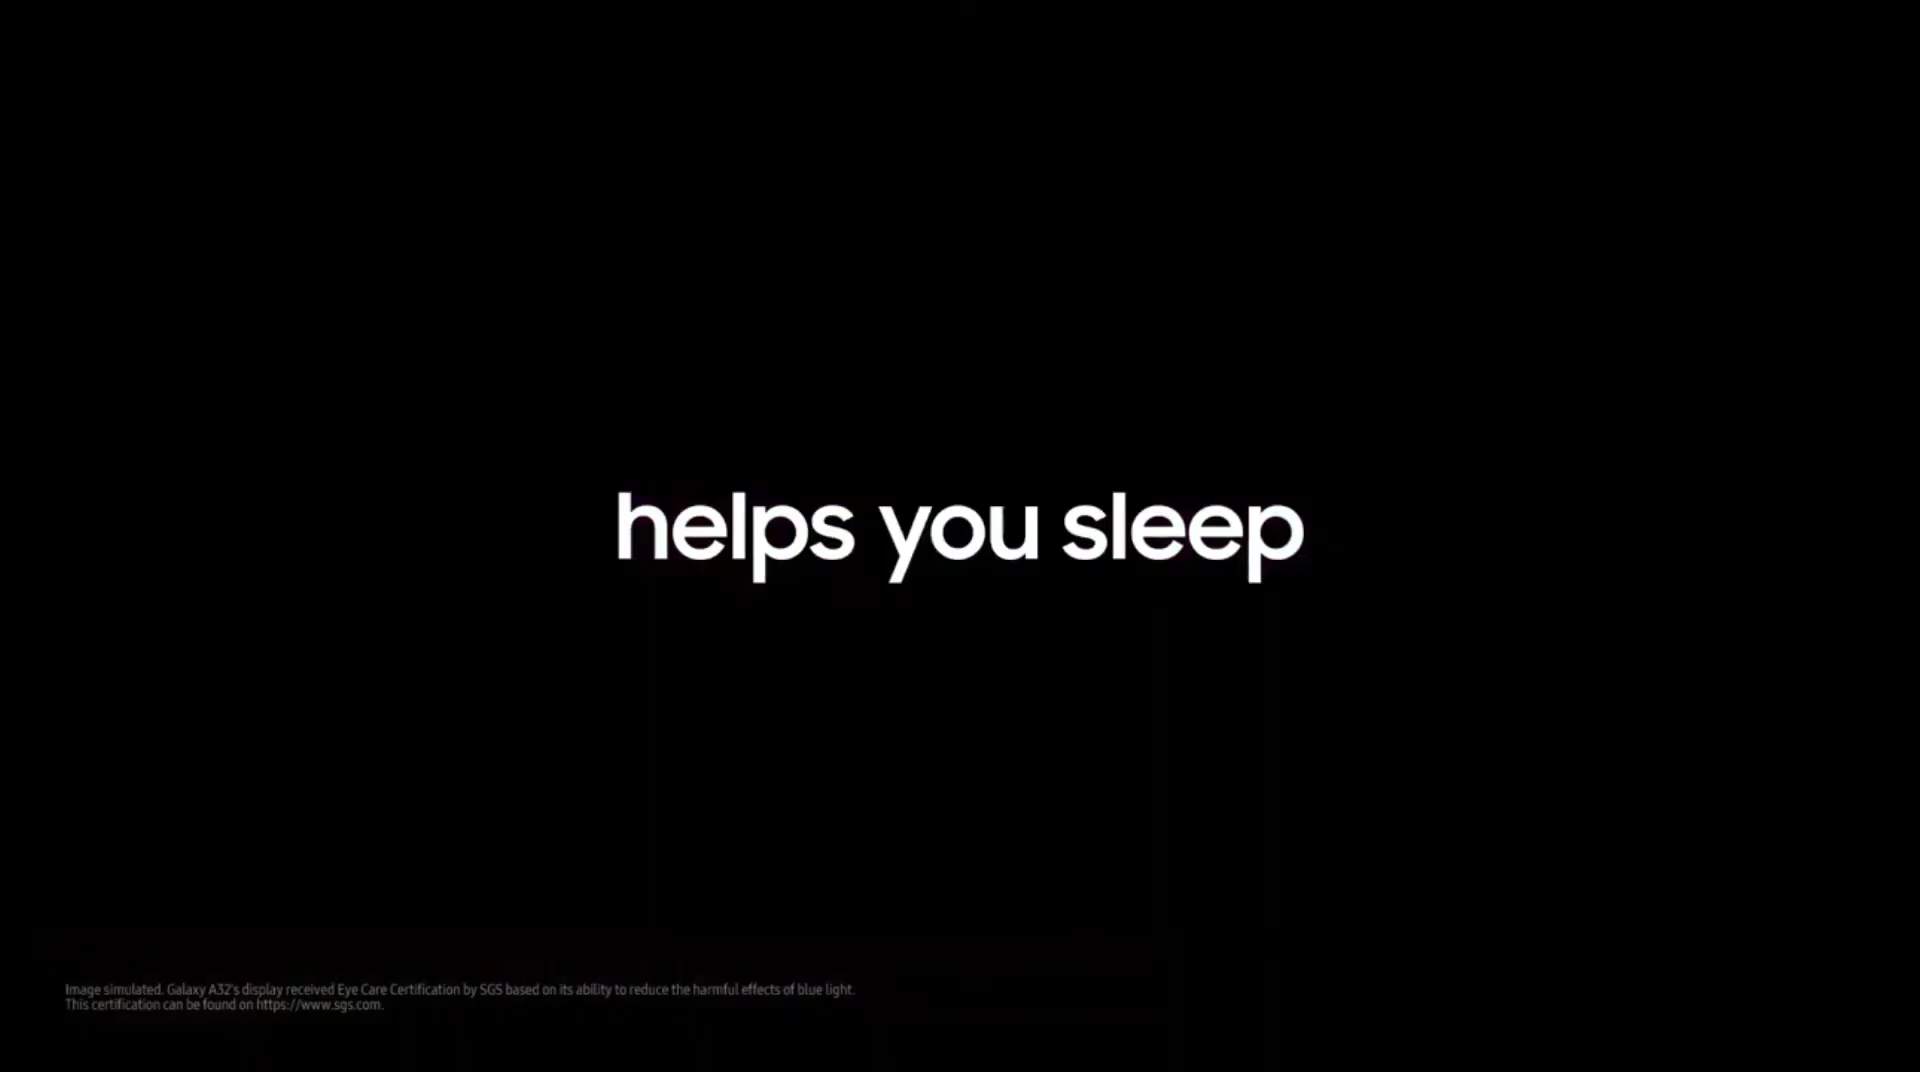 helps you sleep
Image simulated. Galaxy A32's display received Eye Care Certification by SGS based on its ability to reduce the harmful effects of blue light.
This certification can be found on https://www.sgs.com.